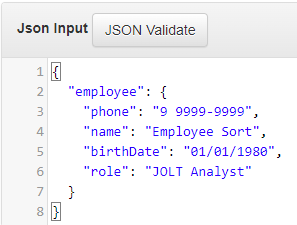 Json Input JSON Validate
1 {
2   "employee": {
3     "phone": "9 9999-9999",
4     "name": "Employee Sort",
5     "birthDate": "01/01/1980",
6     "role": "JOLT Analyst"
7   }
8 }